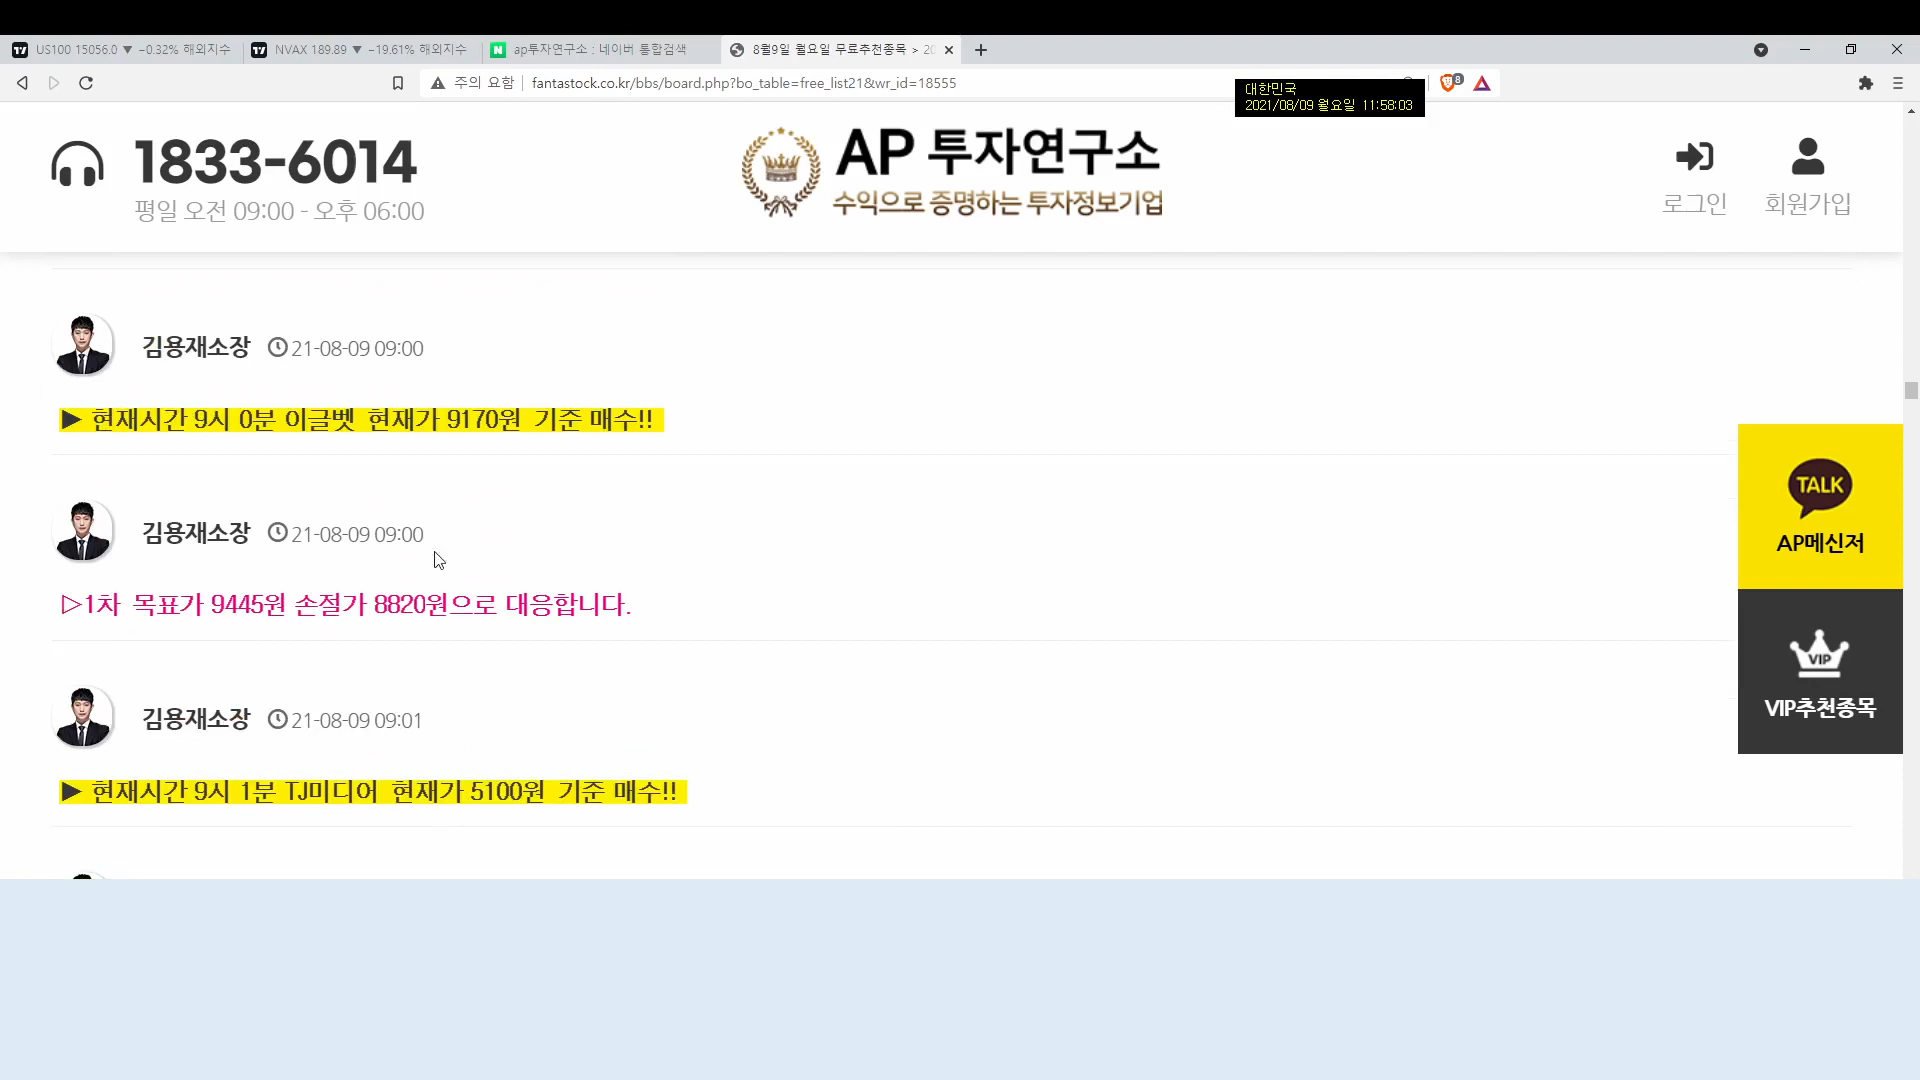 US100 15056.0 ▼ −0.32% 해외지수
NVAX 189.89 ▼ −19.61% 해외지수
ap투자연구소 : 네이버 통합검색
8월9일 월요일 무료추천종목 > 20
주의 요함
fantastock.co.kr/bbs/board.php?bo_table=free_list21&wr_id=18555
8
대한민국
2021/08/09 월요일 11:58:03
1833-6014
평일 오전 09:00 - 오후 06:00
AP 투자연구소
수익으로 증명하는 투자정보기업
로그인
회원가입
김용재소장 21-08-09 09:00
▶ 현재시간 9시 0분 이글벳 현재가 9170원 기준 매수!!
김용재소장 21-08-09 09:00
▷1차 목표가 9445원 손절가 8820원으로 대응합니다.
김용재소장 21-08-09 09:01
▶ 현재시간 9시 1분 TJ미디어 현재가 5100원 기준 매수!!
TALK
AP메신저
VIP
VIP추천종목